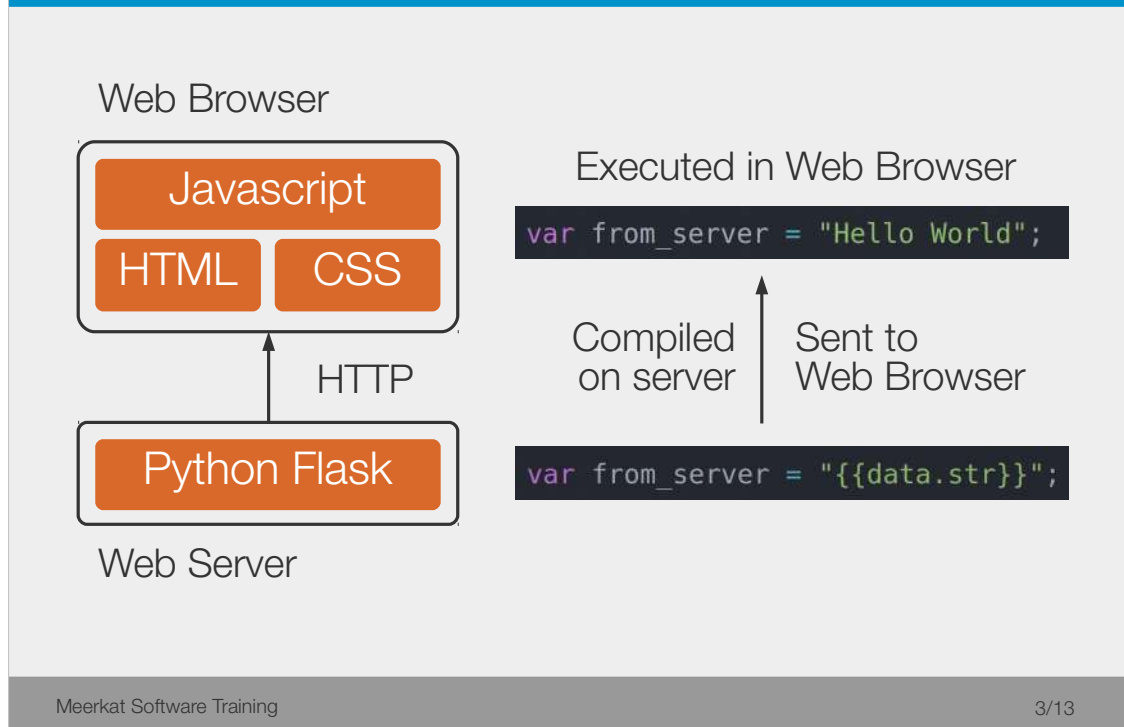 Web Browser
Javascript
HTML CSS
HTTP
Python Flask
Web Server
Executed in Web Browser
var from_server = "Hello World";
Compiled
on server
Sent to
Web Browser
var from_server = "{{data.str}}";
Meerkat Software Training
3/13